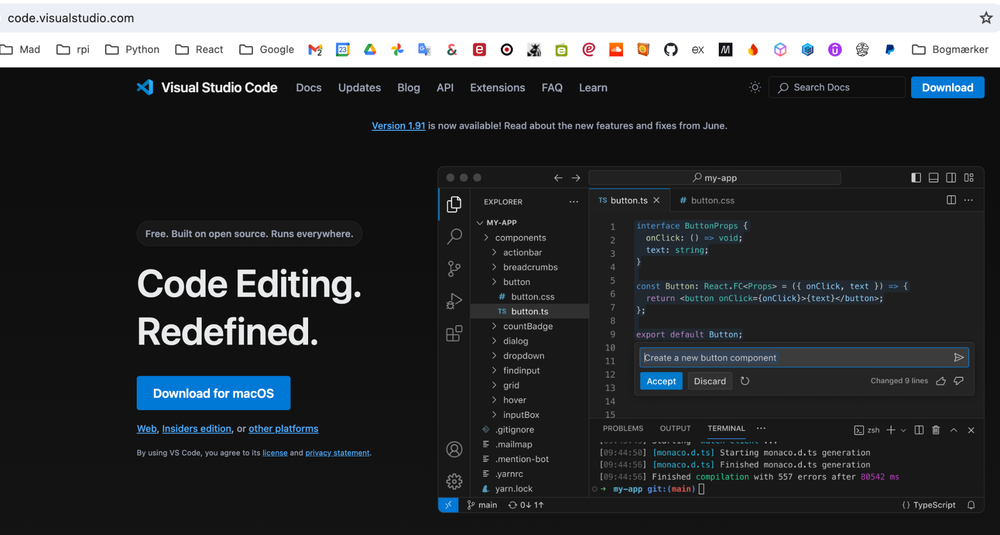 code.visualstudio.com
Mad rpi Python React Google 2 23 & e e e EX M Bogmærker
Visual Studio Code Docs Updates Blog API Extensions FAQ Learn Search Docs Download
Version 1.91 is now available! Read about the new features and fixes from June.
Free. Built on open source. Runs everywhere.
Code Editing.
Redefined.
Download for macOS
Web, Insiders edition, or other platforms
By using VS Code, you agree to its license and privacy statement.
my-app
EXPLORER ···
MY-APP
components
actionbar
breadcrumbs
button
# button.css
TS button.ts
countBadge
dialog
dropdown
findinput
grid
hover
inputBox
.gitignore
.mailmap
.mention-bot
.yarnrc
yarn.lock
TS button.ts # button.css ···
1 interface ButtonProps {
2 onClick: () => void;
3 text: string;
4 }
5
6 const Button: React.FC<Props> = ({ onClick, text }) => {
7 return <button onClick={onClick}>{text}</button>;
8 };
9 export default Button;
10
11
12
13
14
15
Create a new button component
Accept Discard Changed 9 lines
PROBLEMS OUTPUT TERMINAL ··· zsh
[09:44:50] [monaco.d.ts] Starting monaco.d.ts generation
[09:44:56] [monaco.d.ts] Finished monaco.d.ts generation
[09:44:56] Finished compilation with 557 errors after 80542 ms
my-app git:(main)
main 0↓ 1↑ {} TypeScript